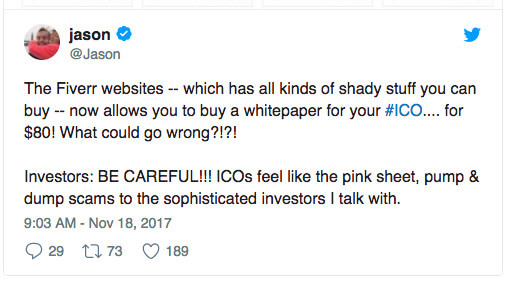 jason
@Jason
The Fiverr websites -- which has all kinds of shady stuff you can
buy -- now allows you to buy a whitepaper for your #ICO.... for
$80! What could go wrong?!?!
Investors: BE CAREFUL!!! ICOs feel like the pink sheet, pump &
dump scams to the sophisticated investors I talk with.
9:03 AM - Nov 18, 2017
29 73 189